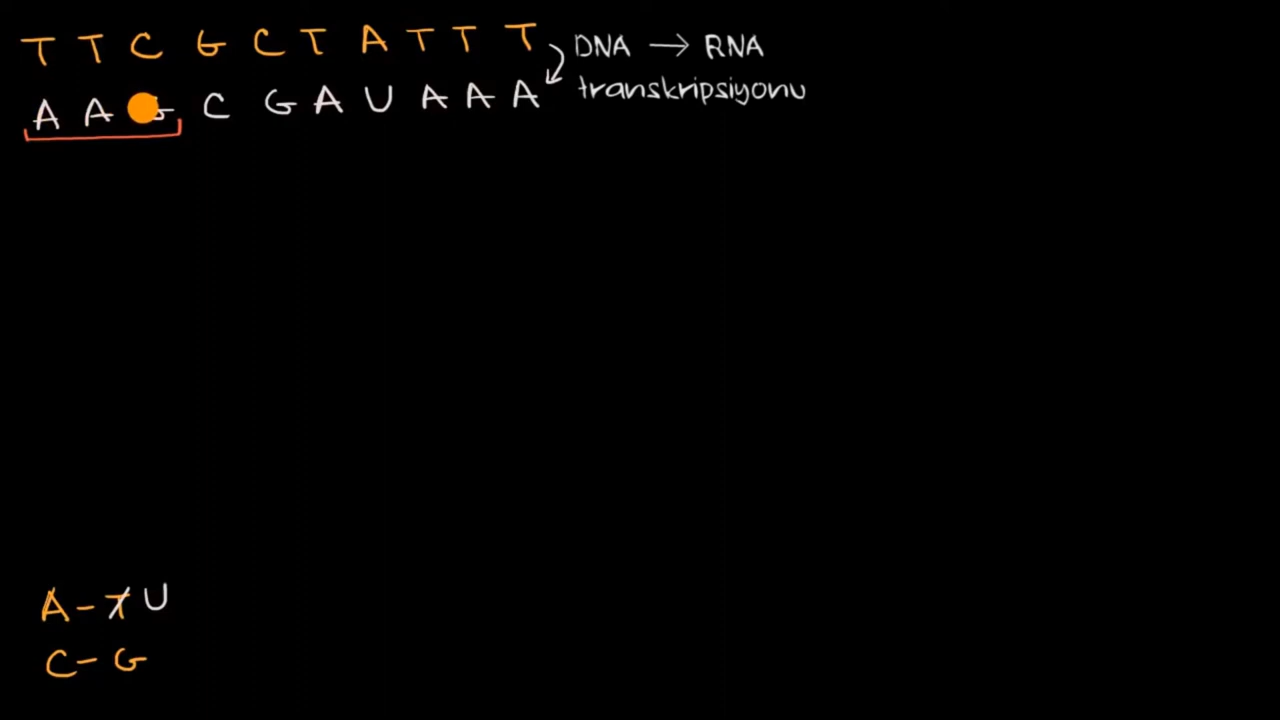 T T C G C T A T T T DNA → RNA
A A G C G A U A A A transkripsiyonu
A - T U
C - G